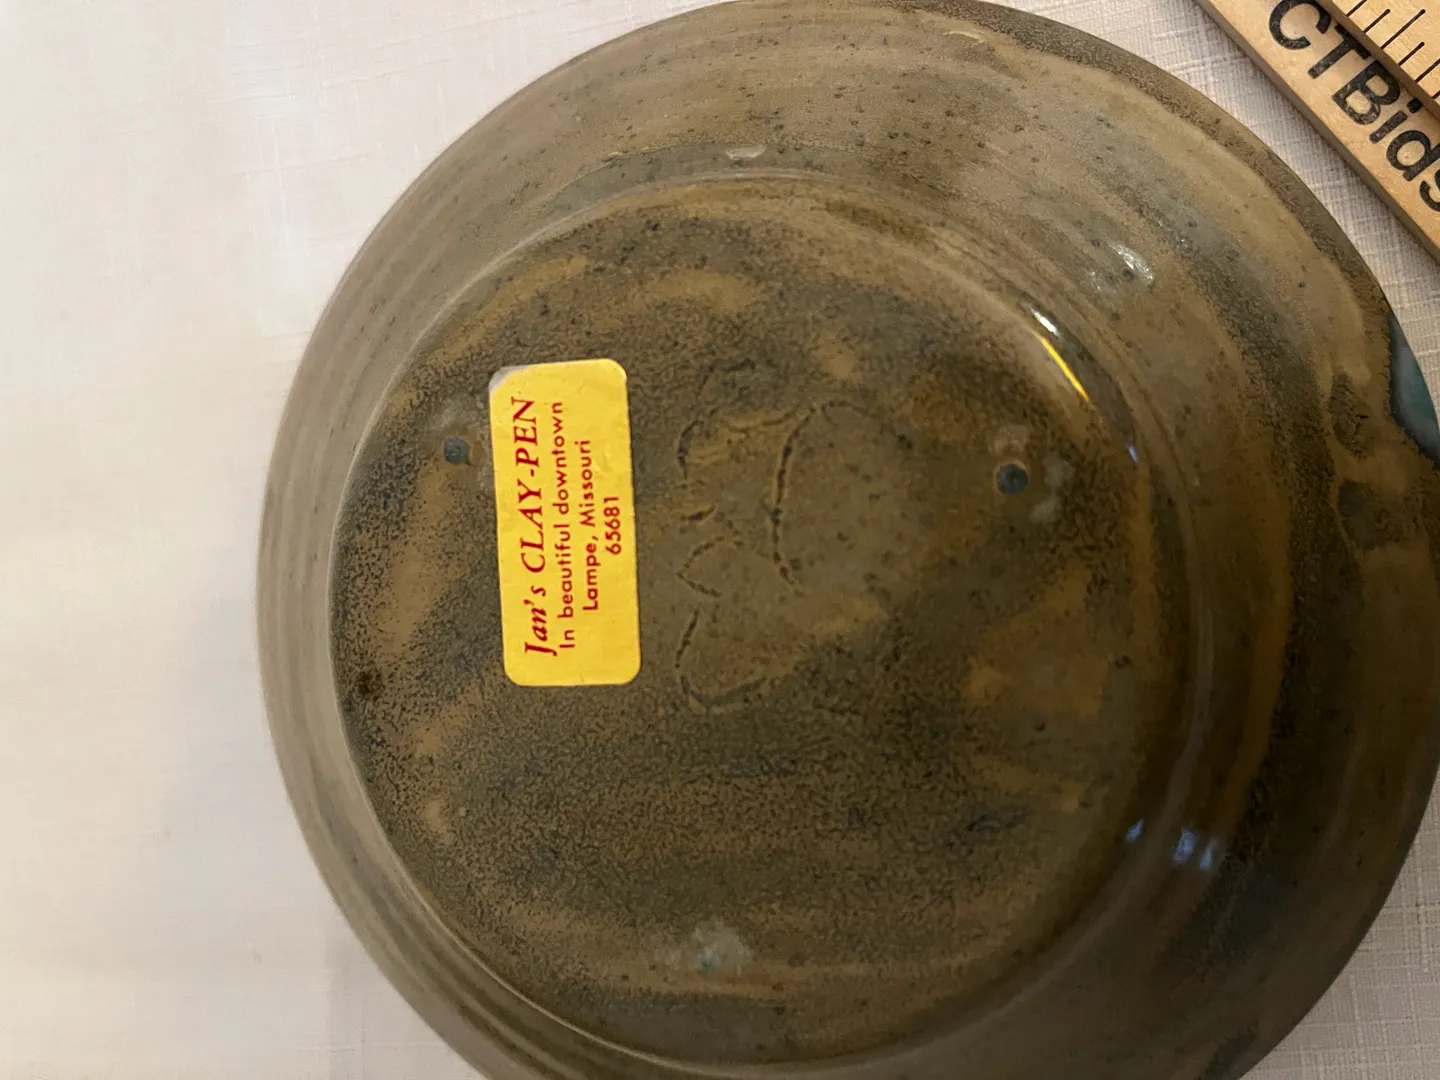 Jan's CLAY-PEN
In beautiful downtown
Lampe, Missouri
65681
CTBids